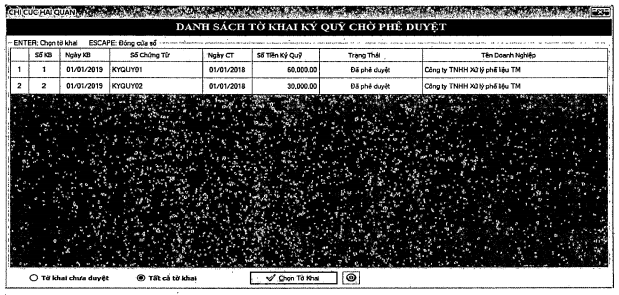 CHI CUC HAI QUAN
DANH SÁCH TỜ KHAI KÝ QUỸ CHỜ PHÊ DUYỆT
ENTER: Chọn tờ khai ESCAPE: Đóng cửa sổ
Số KB Ngày KB Số Chứng Từ Ngày CT Số Tiền Ký Quỹ Trạng Thái Tên Doanh Nghiệp
1 1 01/01/2019 KYQUY01 01/01/2018 60,000.00 Đã phê duyệt Công ty TNHH Xử lý phế liệu TM
2 2 01/01/2019 KYQUY02 01/01/2018 30,000.00 Đã phê duyệt Công ty TNHH Xử lý phế liệu TM
Tờ khai chưa duyệt Tất cả tờ khai Chọn Tờ Khai